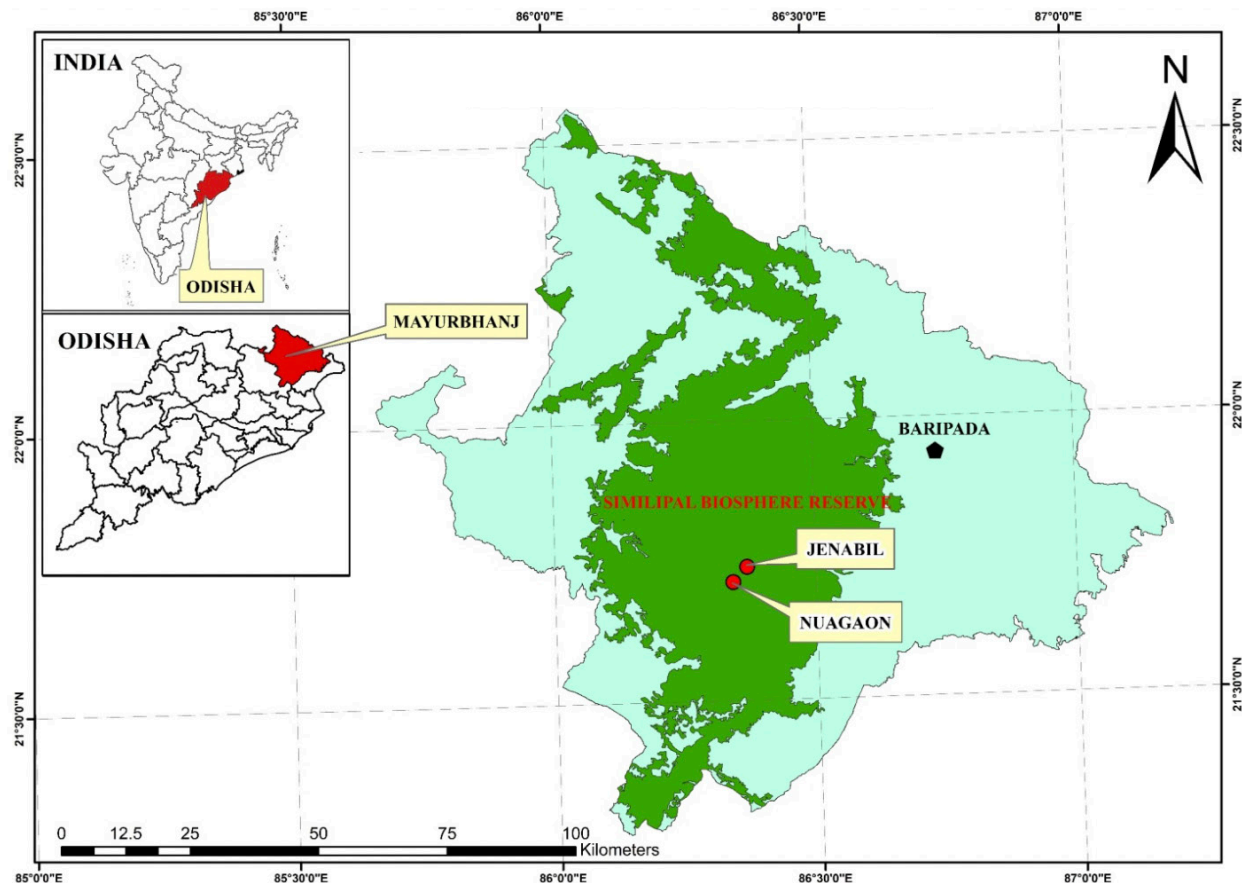 85°30'0"E
86°0'0"E
86°30'0"E
87°0'0"E
INDIA
ODISHA
N
22°30'0"N
22°30'0"N
MAYURBHANJ
ODISHA
22°0'0"N
22°0'0"N
BARIPADA
SIMILIPAL BIOSPHERE RESERVE
JENABIL
NUAGAON
21°30'0"N
21°30'0"N
0 12.5 25 50 75 100
Kilometers
85°0'0"E
85°30'0"E
86°0'0"E
86°30'0"E
87°0'0"E